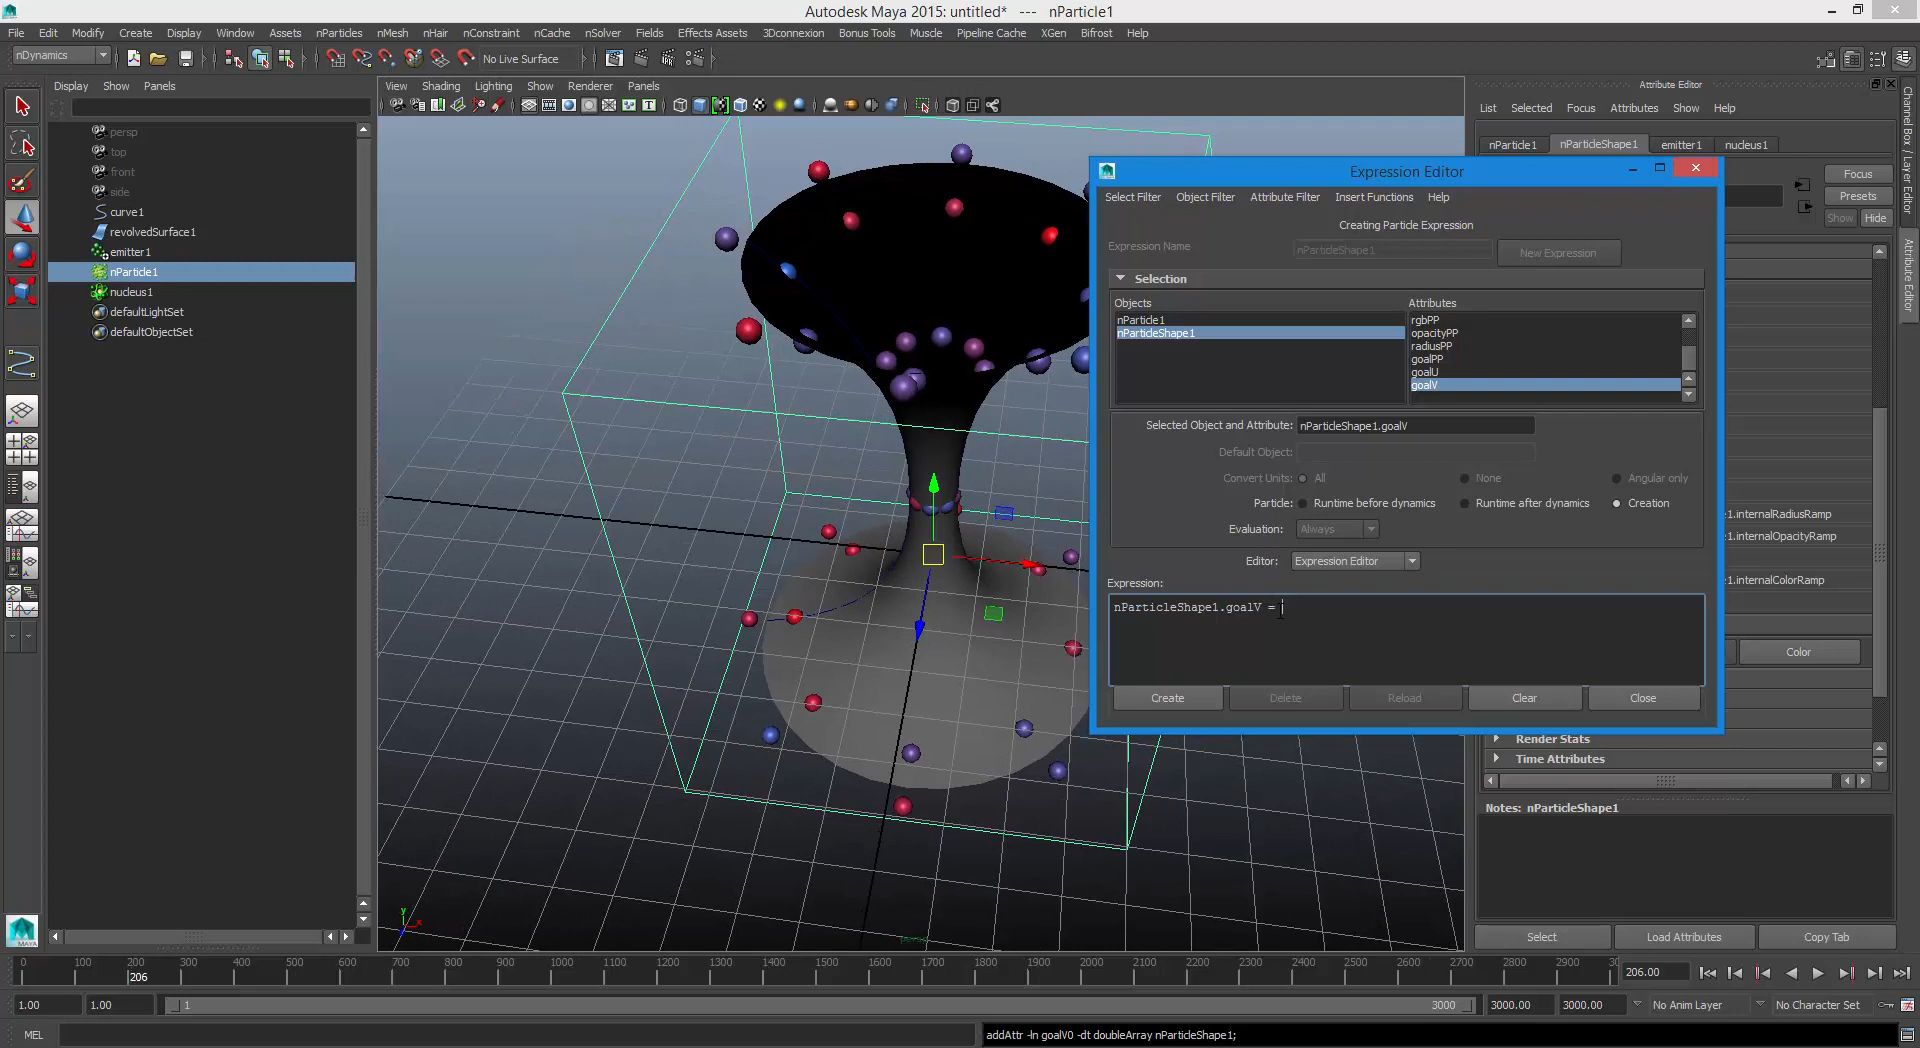 Autodesk Maya 2015: untitled* --- nParticle1
File Edit Modify Create Display Window Assets nParticles nMesh nHair nConstraint nCache nSolver Fields Effects Assets 3Dconnexion Bonus Tools Muscle Pipeline Cache XGen Bifrost Help
nDynamics
No Live Surface
Display Show Panels
View Shading Lighting Show Renderer Panels
Attribute Editor
List Selected Focus Attributes Show Help
nParticle1 nParticleShape1 emitter1 nucleus1
Focus
Presets
Show Hide
Channel Box / Layer Editor
Attribute Editor
persp
top
front
side
curve1
revolvedSurface1
emitter1
nParticle1
nucleus1
defaultLightSet
defaultObjectSet
Expression Editor
Select Filter Object Filter Attribute Filter Insert Functions Help
Creating Particle Expression
Expression Name nParticleShape1 New Expression
Selection
Objects Attributes
nParticle1
nParticleShape1
rgbPP
opacityPP
radiusPP
goalPP
goalU
goalV
Selected Object and Attribute: nParticleShape1.goalV
Default Object:
Convert Units: All None Angular only
Particle: Runtime before dynamics Runtime after dynamics Creation
Evaluation: Always
Editor: Expression Editor
Expression:
nParticleShape1.goalV =
Create Delete Reload Clear Close
1.internalRadiusRamp
1.internalOpacityRamp
1.internalColorRamp
Color
Render Stats
Time Attributes
Notes: nParticleShape1
Select Load Attributes Copy Tab
persp
y
x
z
MAYA
0 100 200 300 400 500 600 700 800 900 1000 1100 1200 1300 1400 1500 1600 1700 1800 1900 2000 2100 2200 2300 2400 2500 2600 2700 2800 2900
206
206.00
1.00 1.00 1 3000 3000.00 3000.00 No Anim Layer No Character Set
MEL addAttr -ln goalV0 -dt doubleArray nParticleShape1;